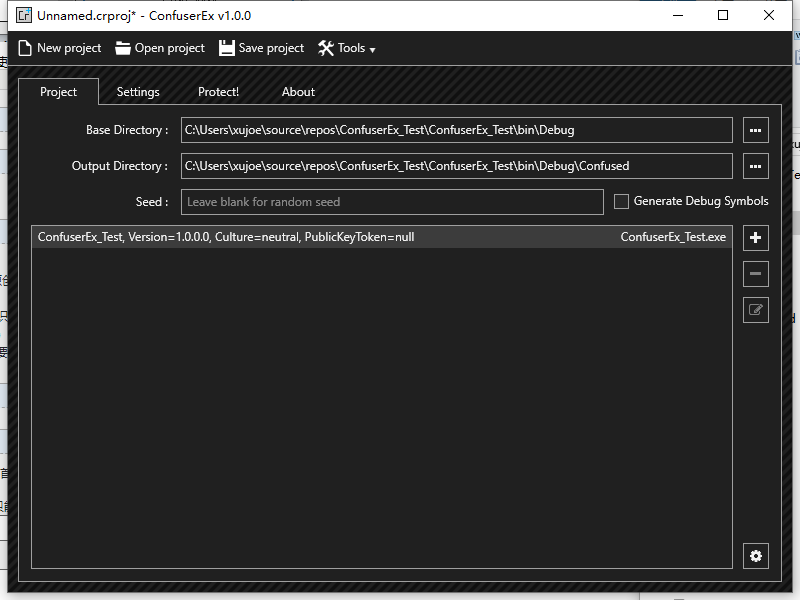 Unnamed.crproj* - ConfuserEx v1.0.0
New project Open project Save project Tools
Project Settings Protect! About
Base Directory : C:\Users\xujoe\source\repos\ConfuserEx_Test\ConfuserEx_Test\bin\Debug
Output Directory : C:\Users\xujoe\source\repos\ConfuserEx_Test\ConfuserEx_Test\bin\Debug\Confused
Seed : Leave blank for random seed Generate Debug Symbols
ConfuserEx_Test, Version=1.0.0.0, Culture=neutral, PublicKeyToken=null ConfuserEx_Test.exe